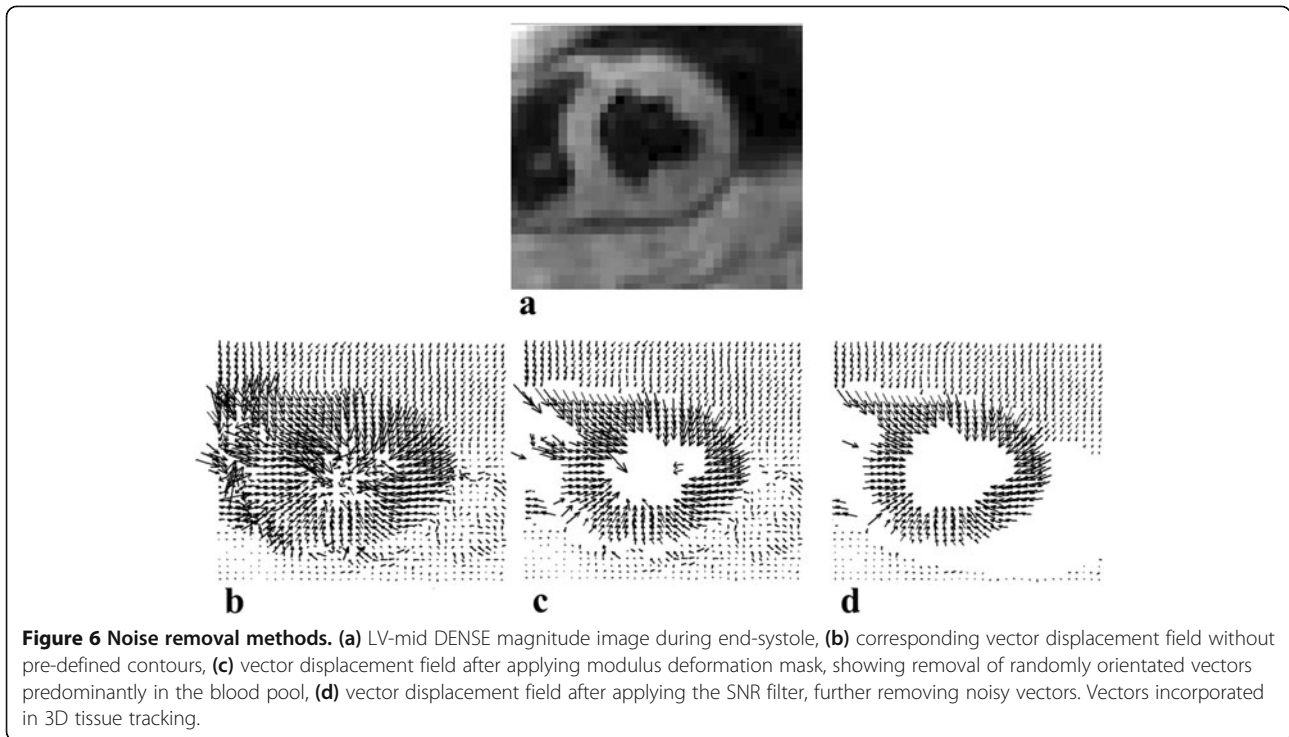 a
b
c
d
Figure 6 Noise removal methods. (a) LV-mid DENSE magnitude image during end-systole, (b) corresponding vector displacement field without
pre-defined contours, (c) vector displacement field after applying modulus deformation mask, showing removal of randomly orientated vectors
predominantly in the blood pool, (d) vector displacement field after applying the SNR filter, further removing noisy vectors. Vectors incorporated
in 3D tissue tracking.